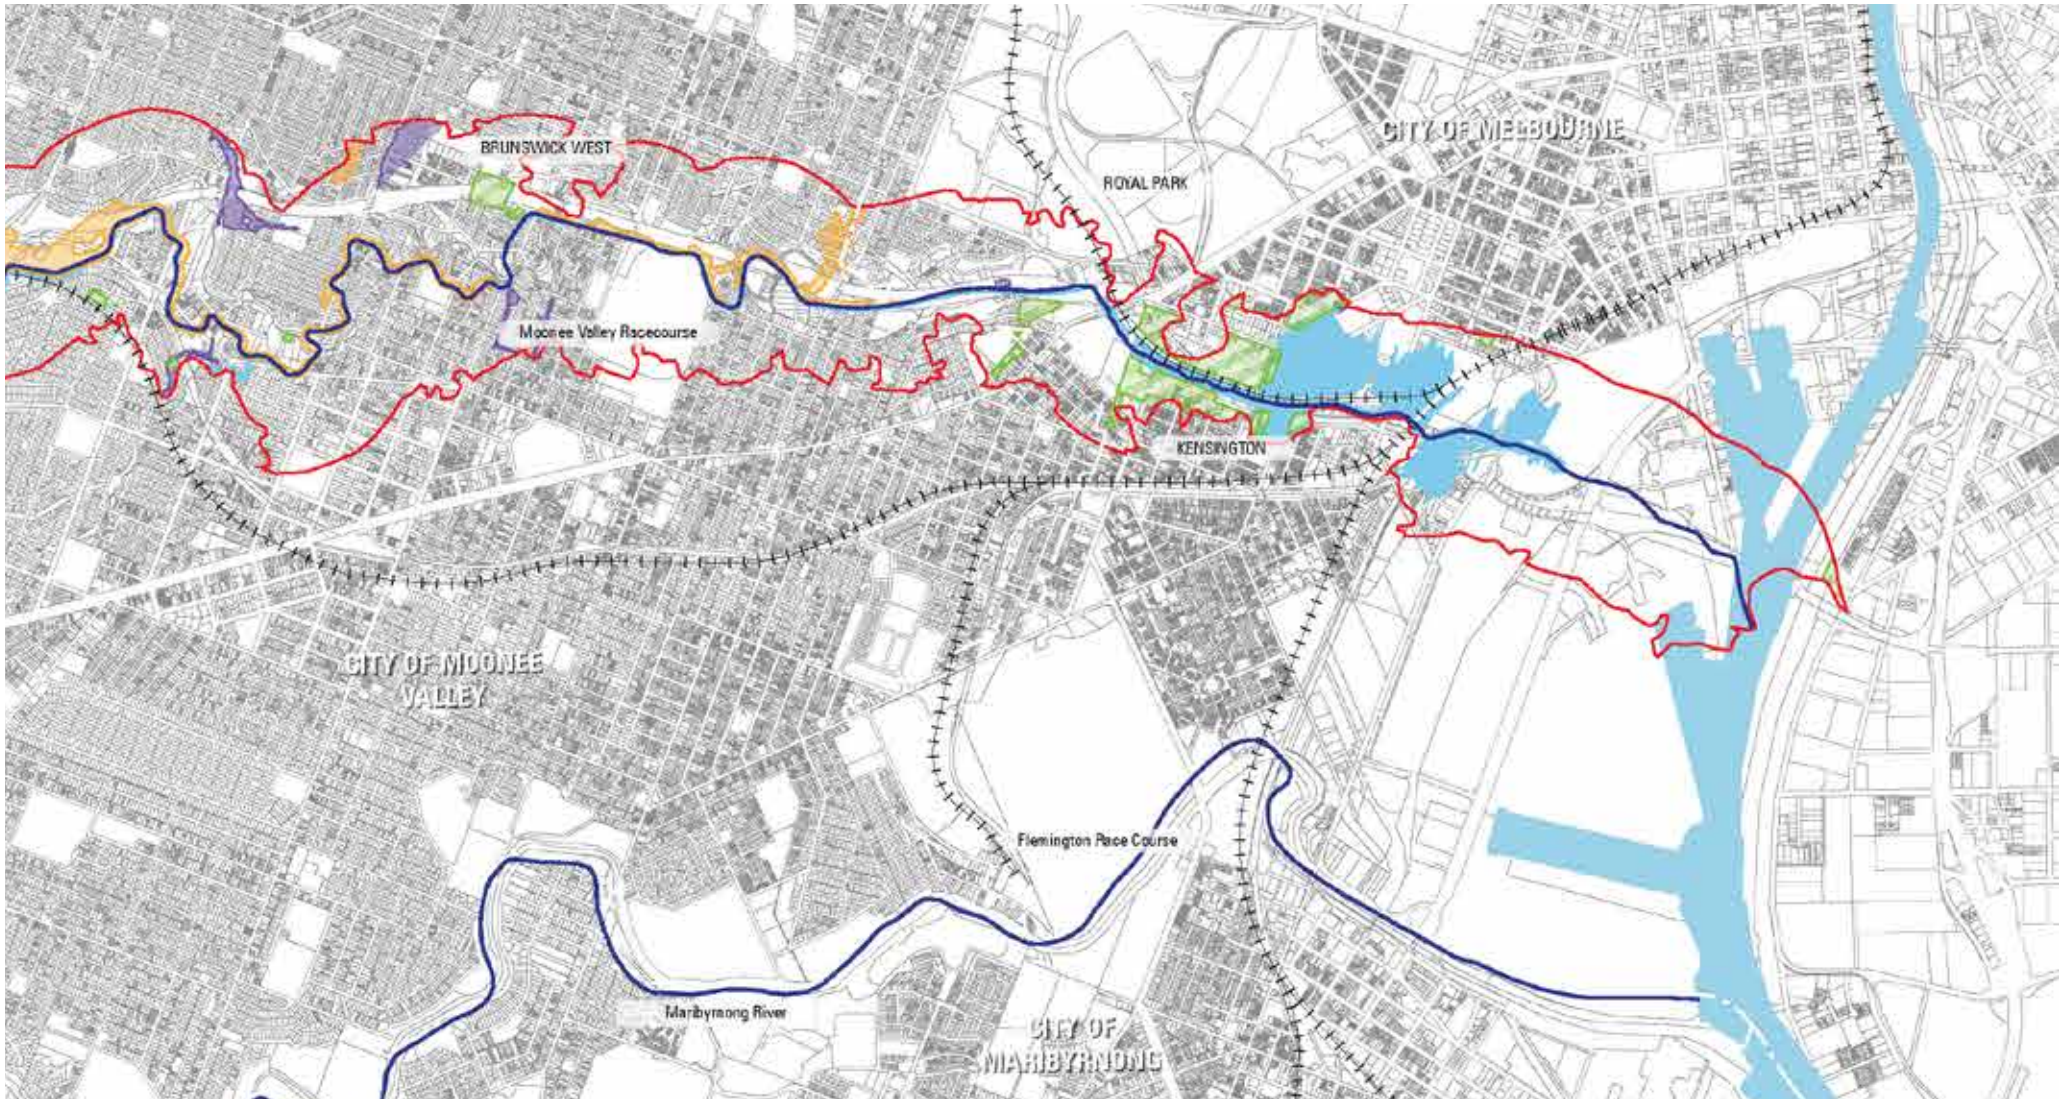 CITY OF MELBOURNE
BRUNSWICK WEST
ROYAL PARK
Moonee Valley Racecourse
KENSINGTON
CITY OF MOONEE
VALLEY
Flemington Race Course
Maribyrnong River
CITY OF
MARIBYRNONG